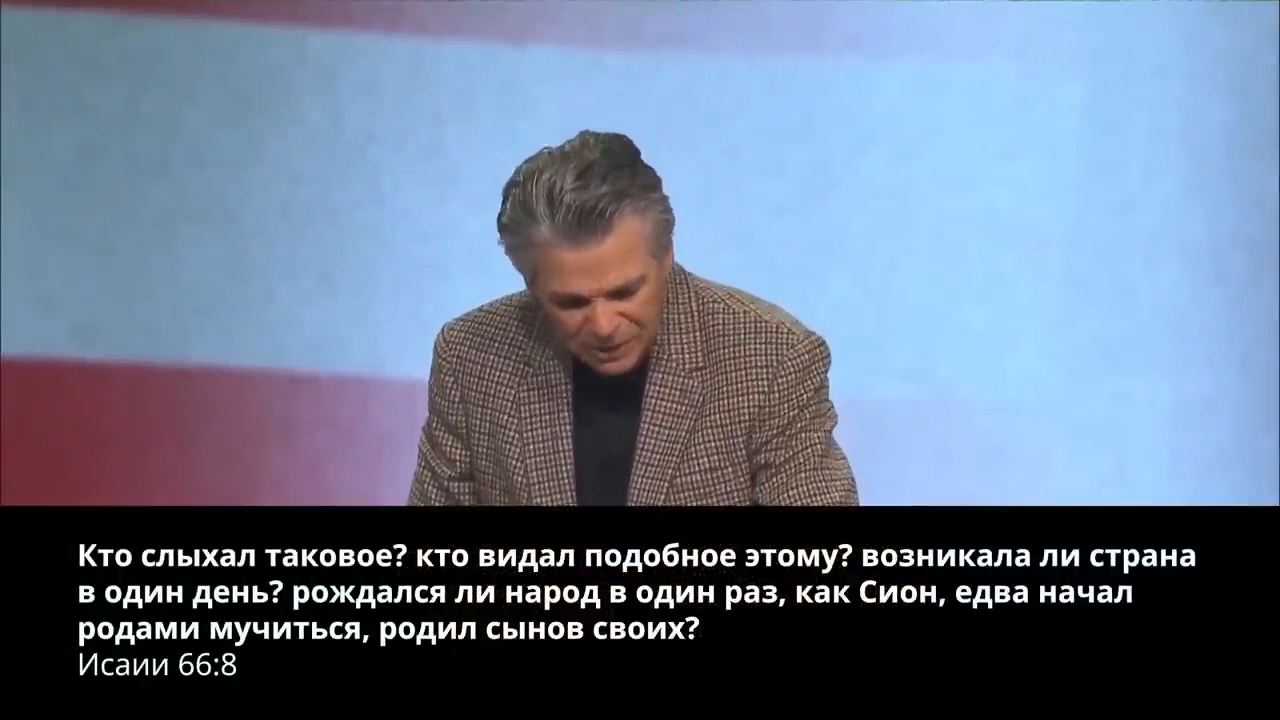 Кто слыхал таковое? кто видал подобное этому? возникала ли страна
в один день? рождался ли народ в один раз, как Сион, едва начал
родами мучиться, родил сынов своих?
Исаии 66:8